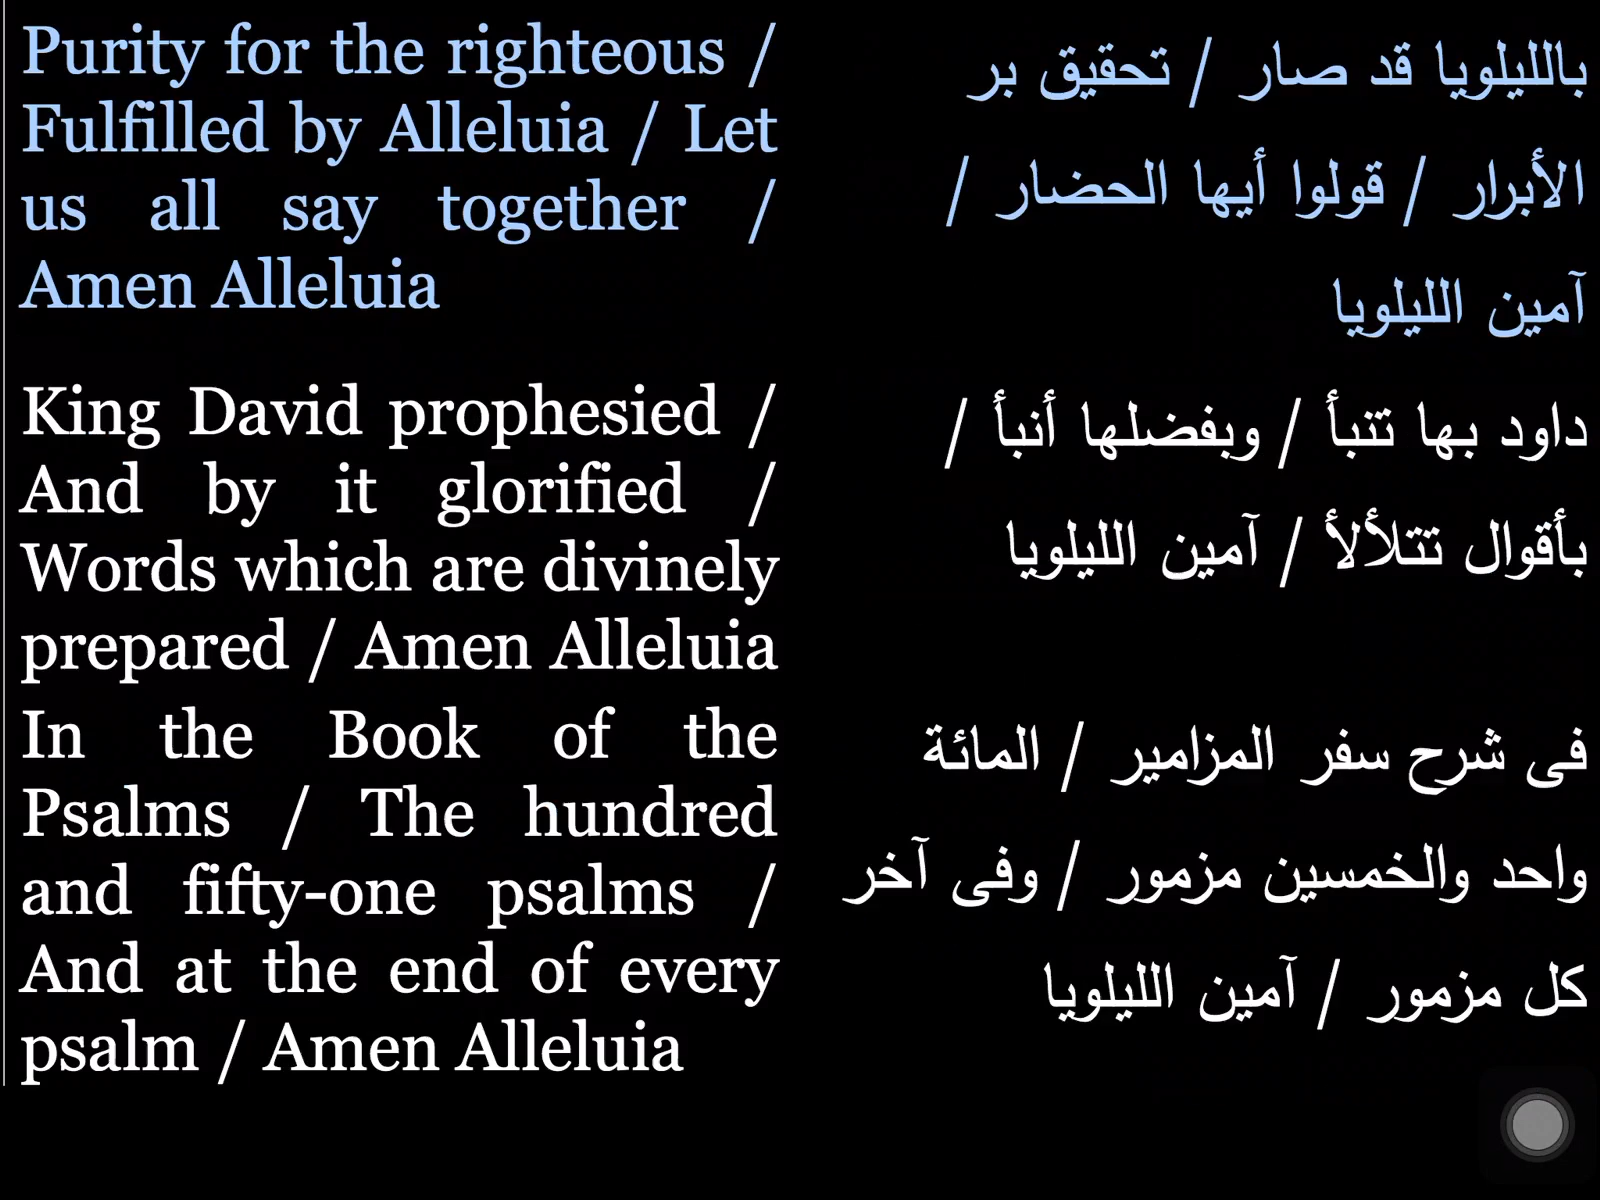 Purity for the righteous /
Fulfilled by Alleluia / Let
us all say together /
Amen Alleluia
King David prophesied /
And by it glorified /
Words which are divinely
prepared / Amen Alleluia
In the Book of the
Psalms / The hundred
and fifty-one psalms /
And at the end of every
psalm / Amen Alleluia
بالليلويا قد صار / تحقيق بر
الأبرار / قولوا أيها الحضار /
آمين الليلويا
داود بها تنبأ / وبفضلها أنبأ /
بأقوال تتلألأ / آمين الليلويا
فى شرح سفر المزامير / المائة
واحد والخمسين مزمور / وفى آخر
كل مزمور / آمين الليلويا